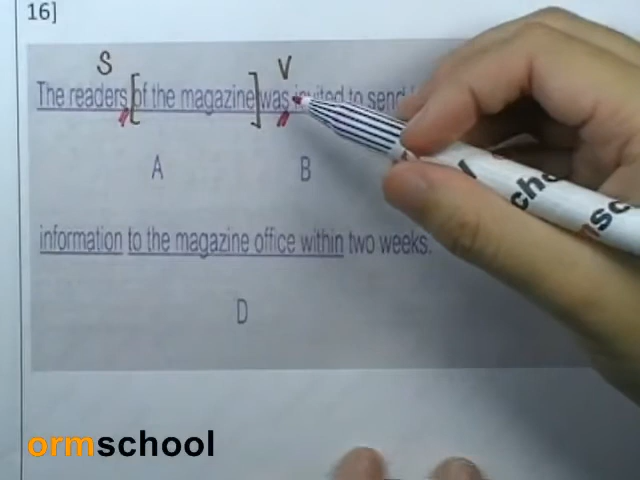 16]
S V
The readers [of the magazine] was invited to send
A B
information to the magazine office within two weeks.
D
ormschool